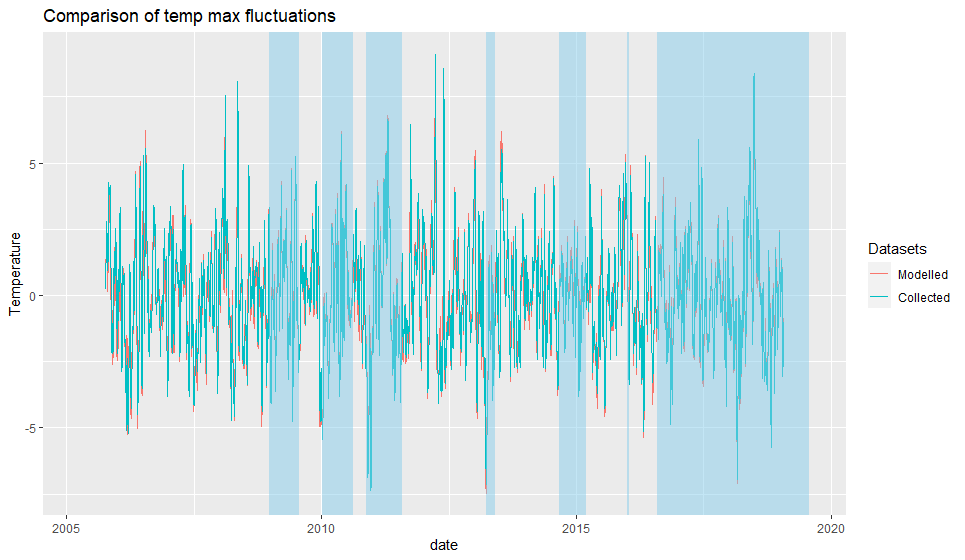 Comparison of temp max fluctuations
Temperature
5
0
-5
2005
2010
2015
2020
date
Datasets
Modelled
Collected